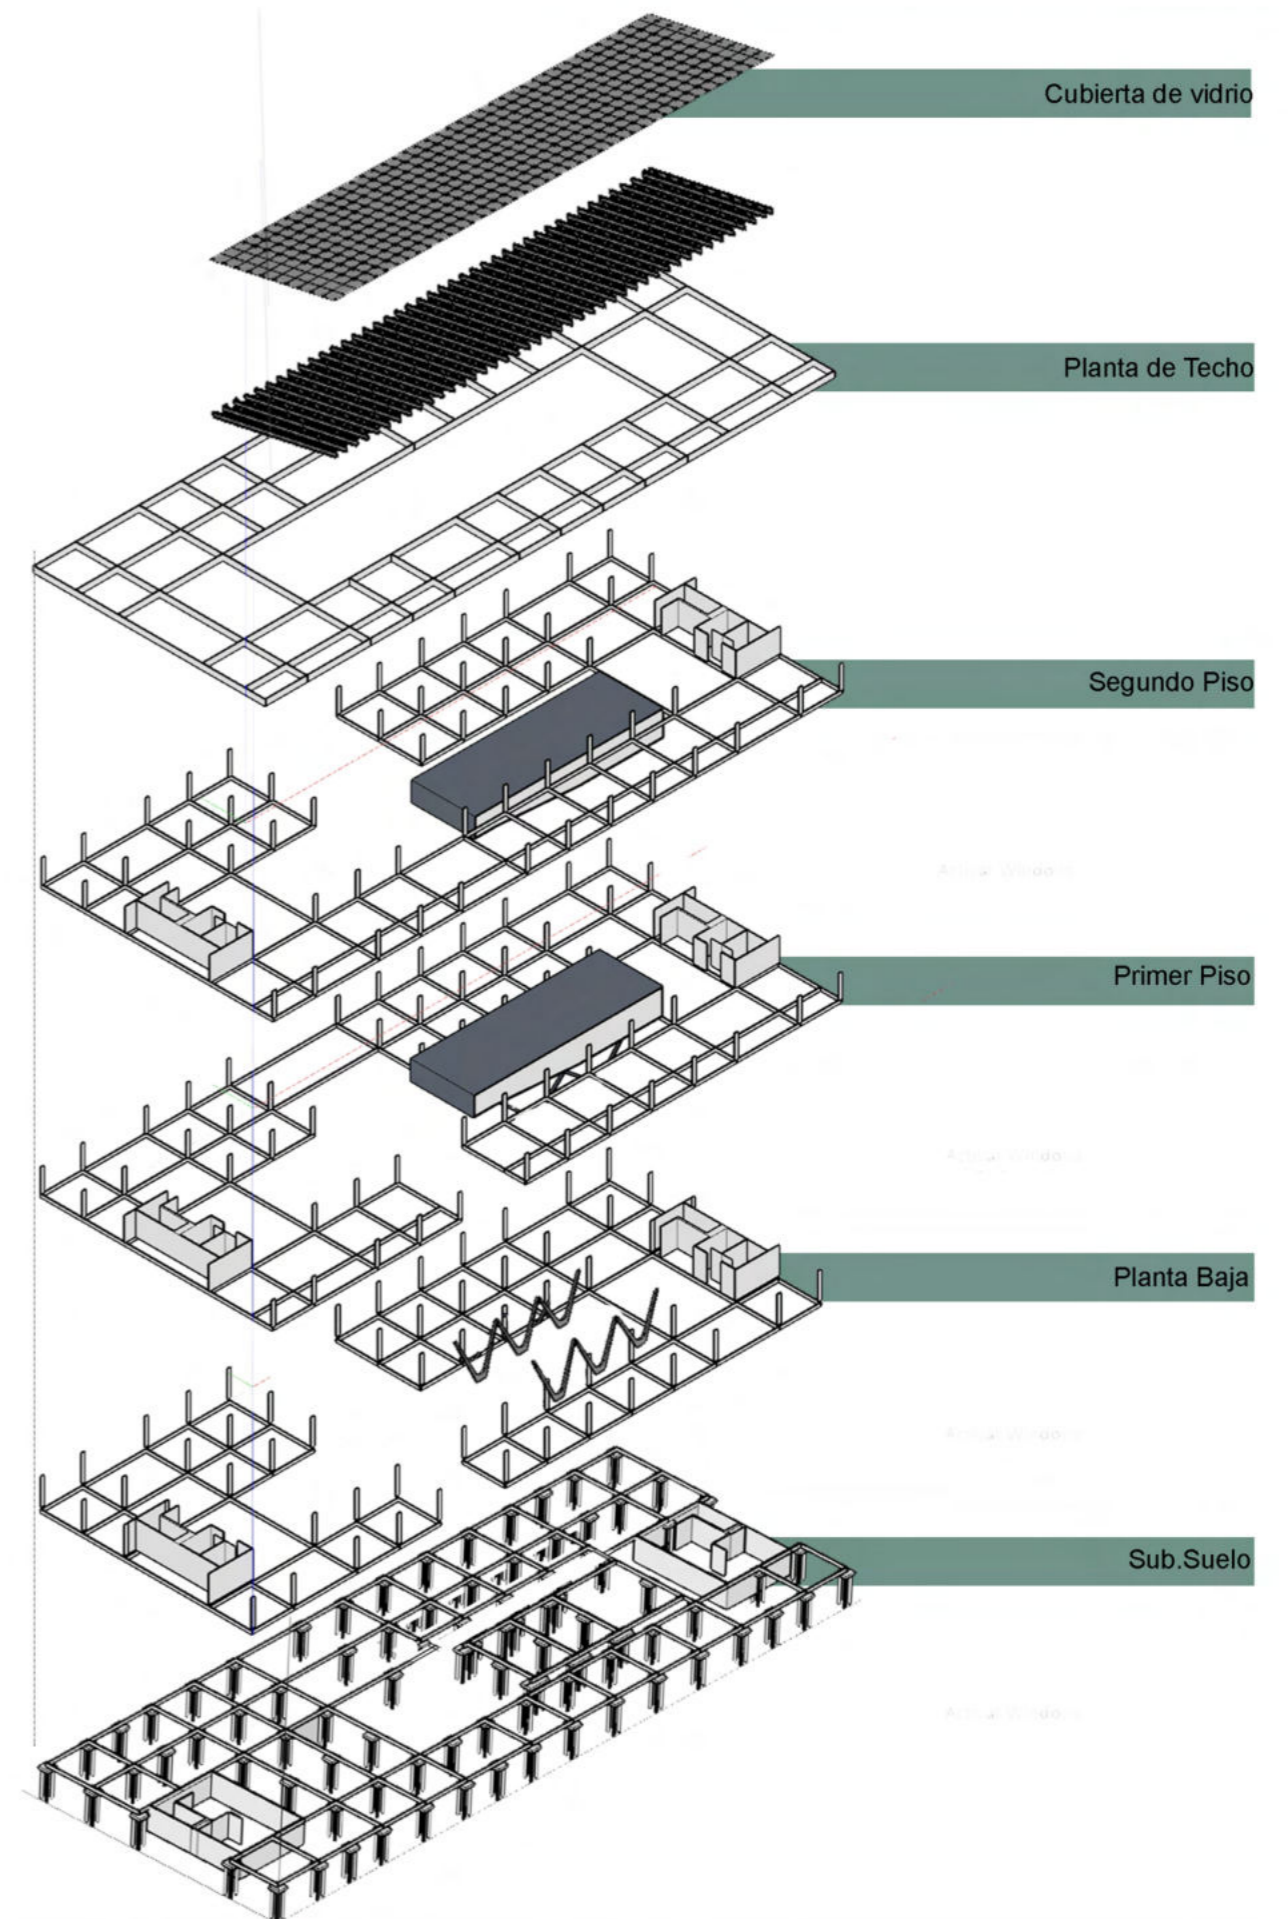 Cubierta de vidrio
Planta de Techo
Segundo Piso
Primer Piso
Planta Baja
Sub.Suelo